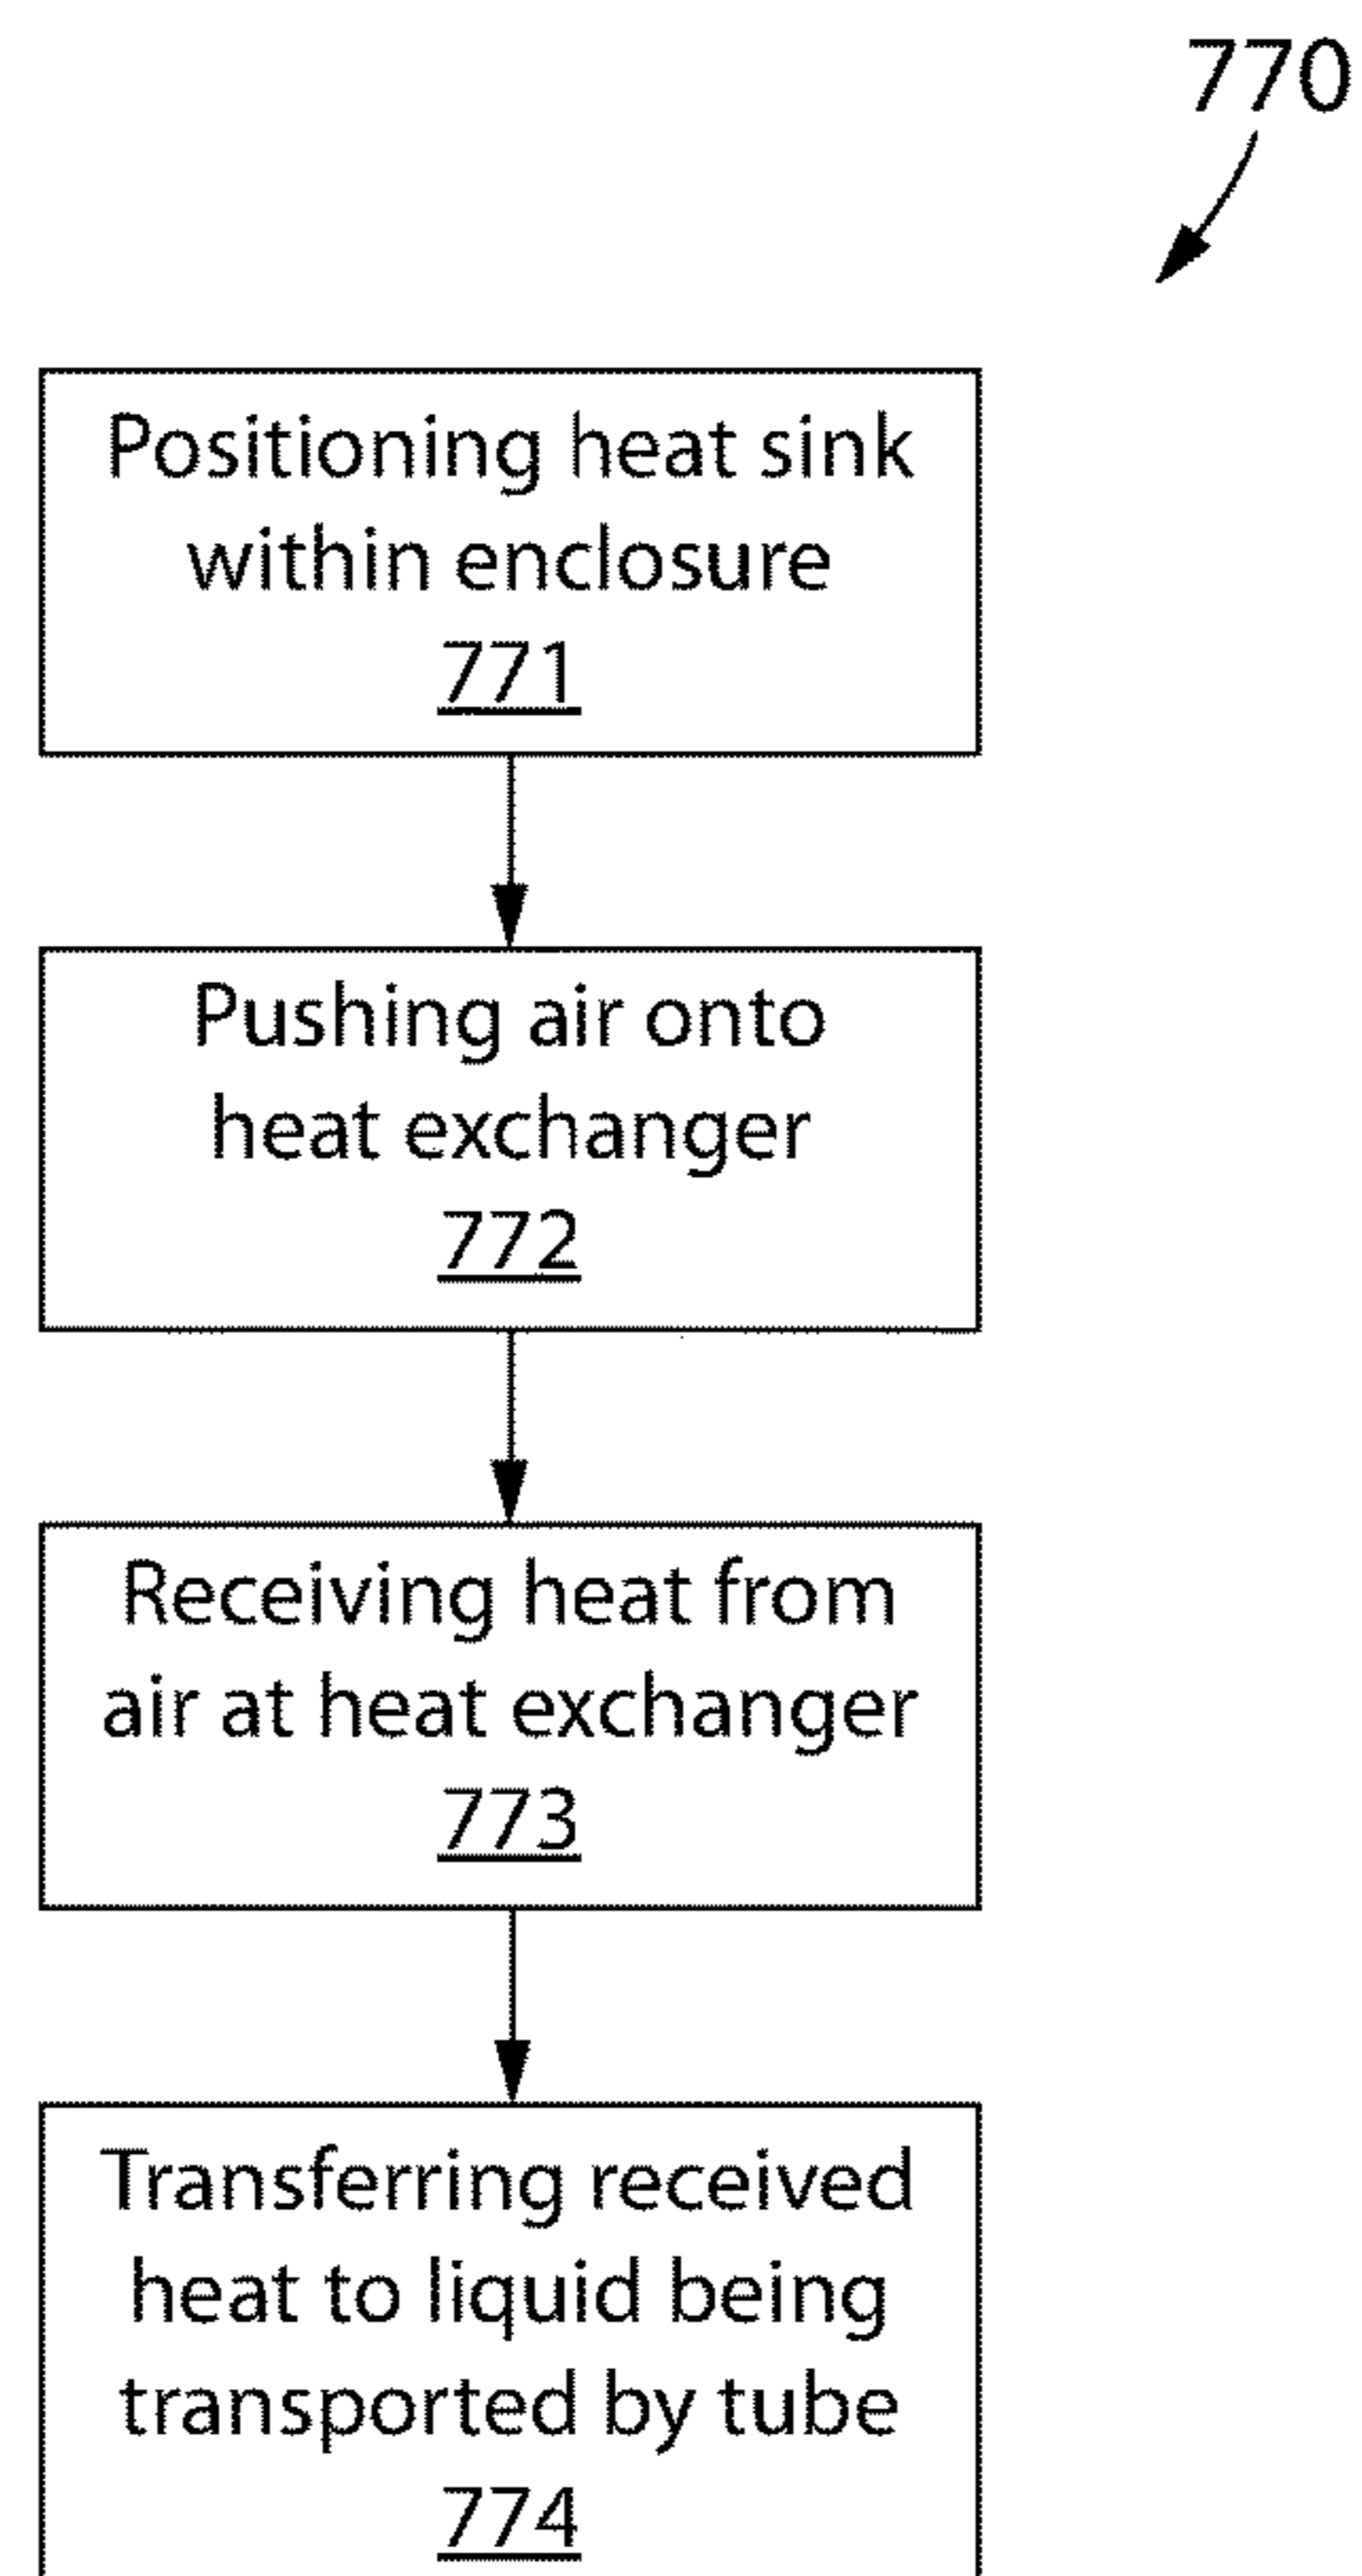 770
Positioning heat sink
within enclosure
771
Pushing air onto
heat exchanger
772
Receiving heat from
air at heat exchanger
773
Transferring received
heat to liquid being
transported by tube
774